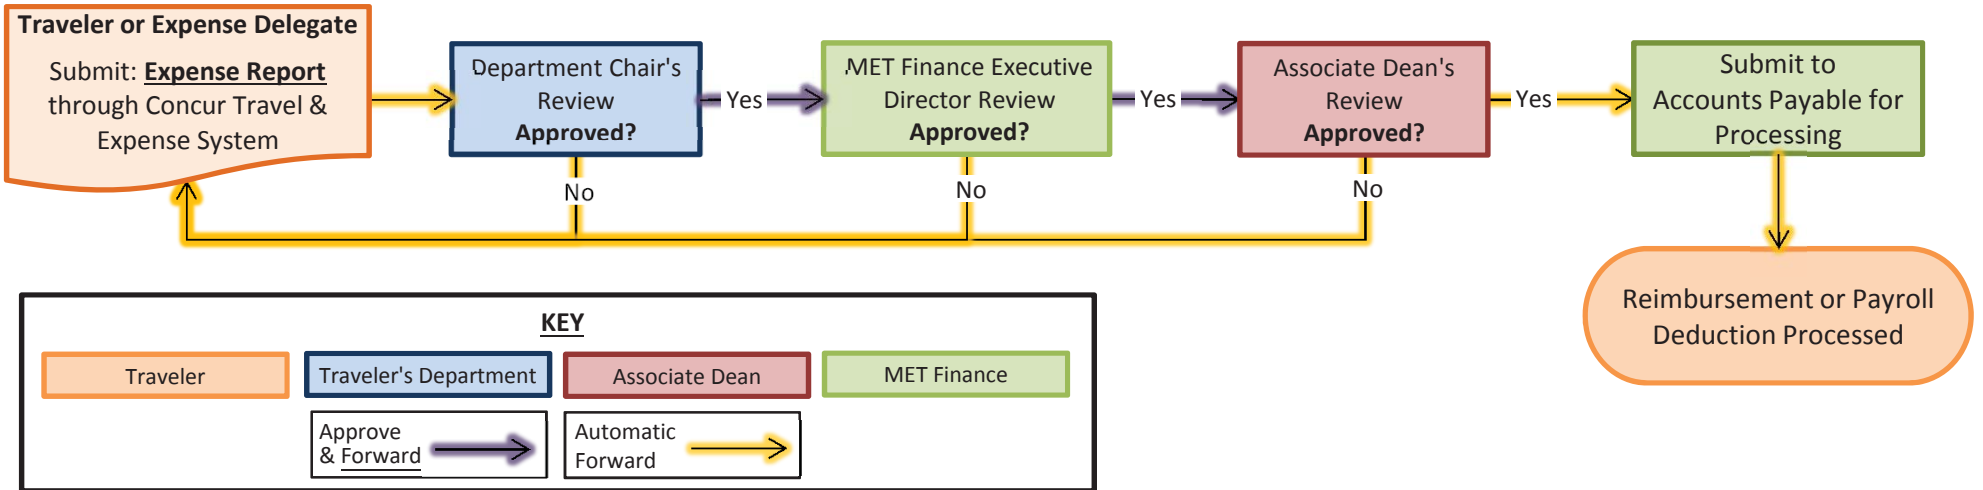 Traveler or Expense Delegate
Submit: Expense Report
through Concur Travel &
Expense System
Department Chair's
Review
Approved?
Yes
MET Finance Executive
Director Review
Approved?
Yes
Associate Dean's
Review
Approved?
Yes
Submit to
Accounts Payable for
Processing
No
No
No
Reimbursement or Payroll
Deduction Processed
KEY
Traveler
Traveler's Department
Associate Dean
MET Finance
Approve
& Forward
Automatic
Forward